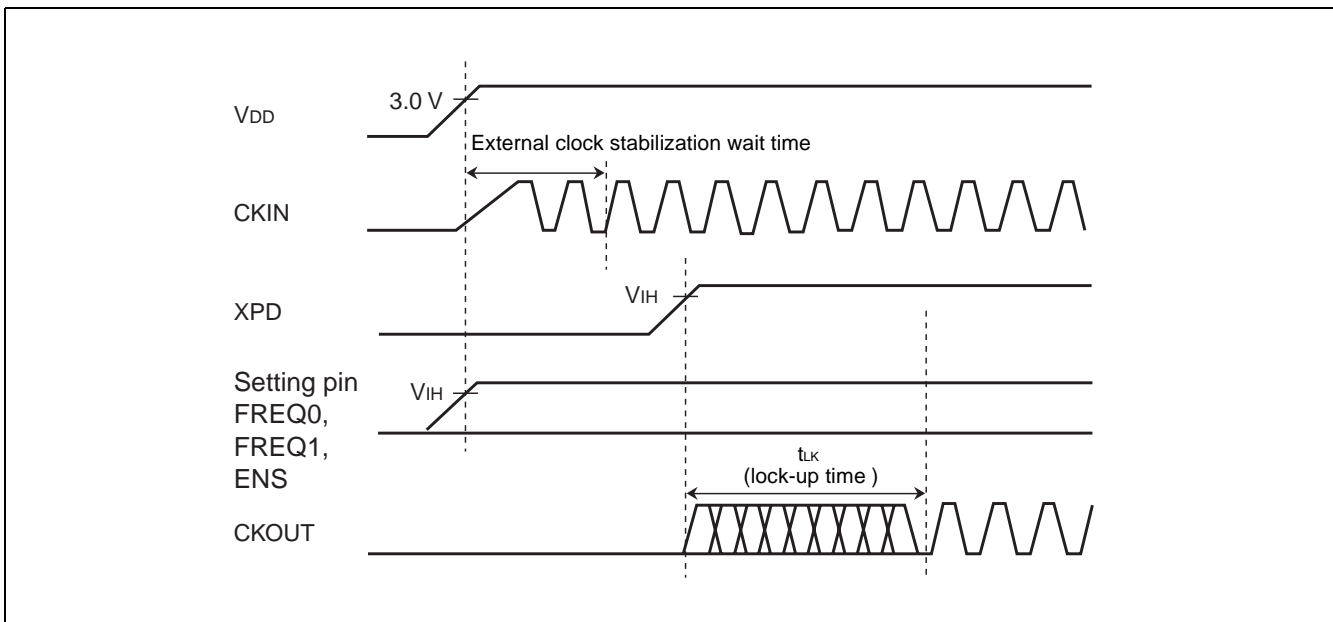 VDD
3.0 V
External clock stabilization wait time
CKIN
XPD
VIH
Setting pin
FREQ0,
FREQ1,
ENS
VIH
tLK
(lock-up time )
CKOUT